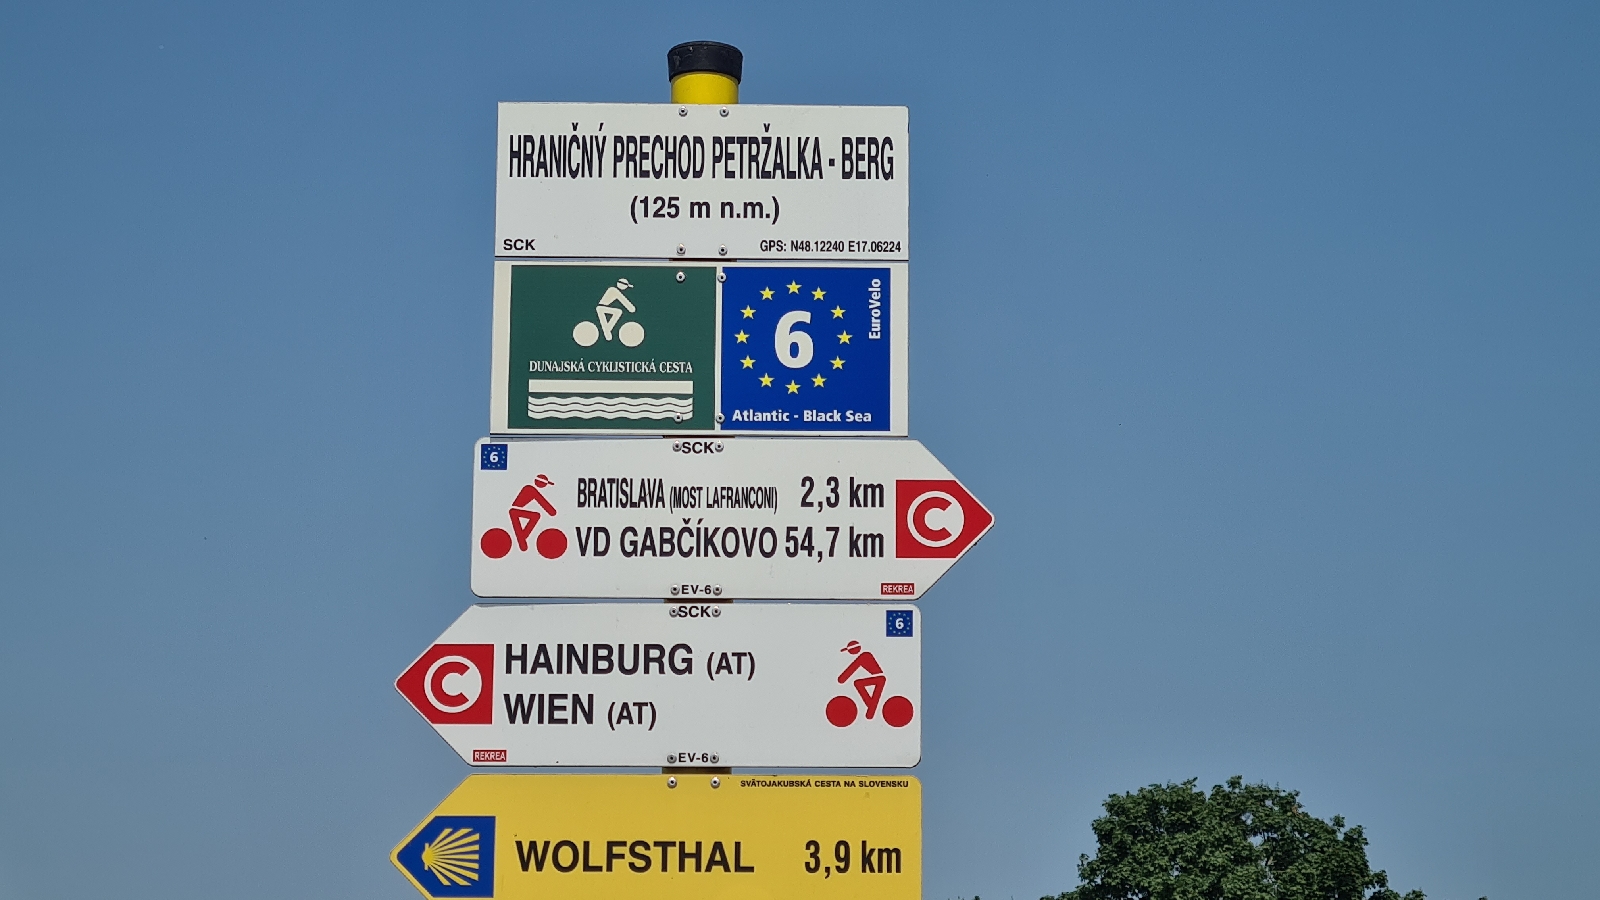 HRANIČNÝ PRECHOD PETRŽALKA - BERG
(125 m n.m.)
SCK
GPS: N48.12240 E17.06224
DUNAJSKÁ CYKLISTICKÁ CESTA
6
EuroVelo
Atlantic - Black Sea
SCK
6
BRATISLAVA (MOST LAFRANCONI) 2,3 km
VD GABČÍKOVO 54,7 km
C
EV-6
REKREA
SCK
6
C
HAINBURG (AT)
WIEN (AT)
REKREA
EV-6
SVÄTOJAKUBSKÁ CESTA NA SLOVENSKU
WOLFSTHAL 3,9 km